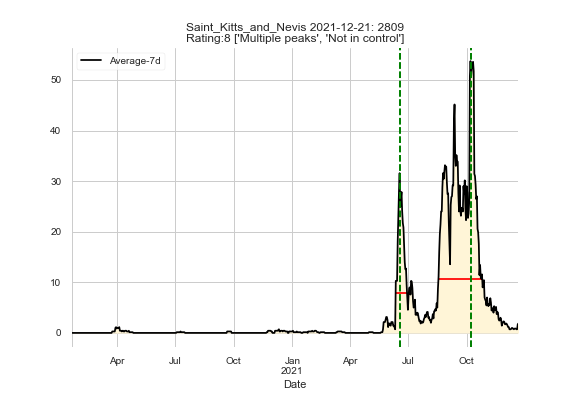 Saint_Kitts_and_Nevis 2021-12-21: 2809
Rating:8 ['Multiple peaks', 'Not in control']
Average-7d
50
40
30
20
10
0
Apr Jul Oct Jan Apr Jul Oct
2021
Date